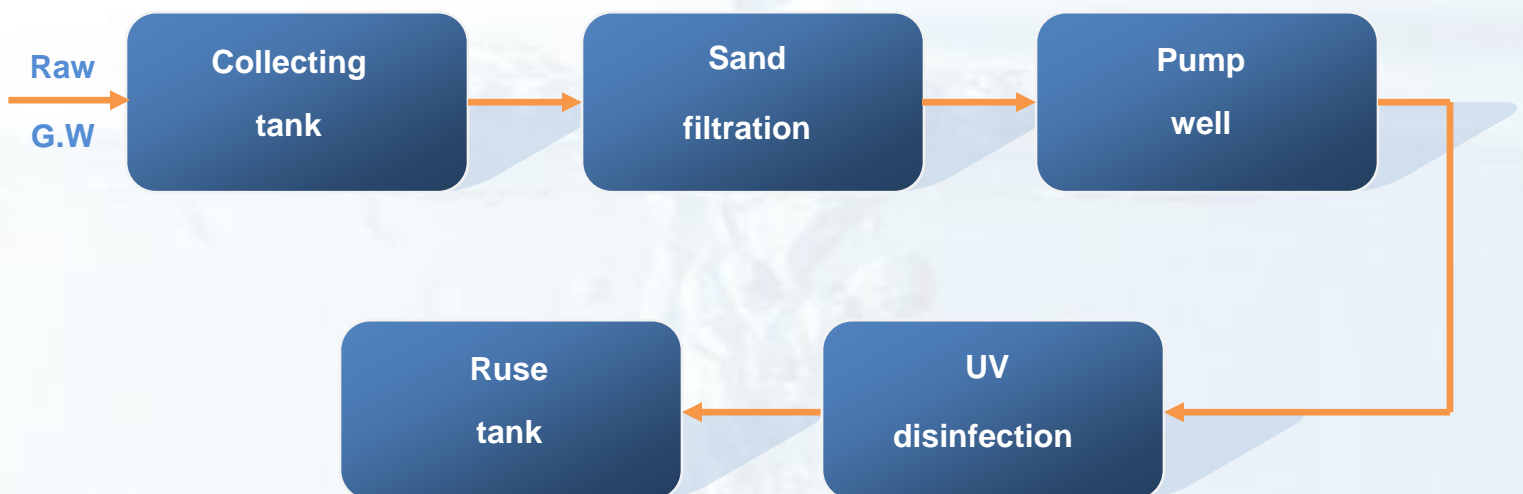 Raw
G.W
Collecting
tank
Sand
filtration
Pump
well
UV
disinfection
Ruse
tank